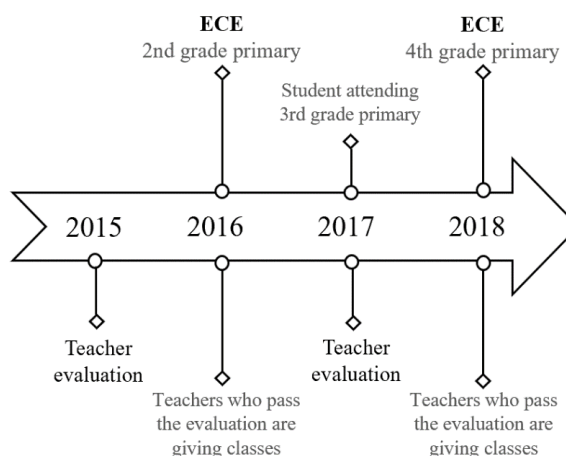 ECE
2nd grade primary
Student attending
3rd grade primary
ECE
4th grade primary
2015
2016
2017
2018
Teacher
evaluation
Teachers who pass
the evaluation are
giving classes
Teacher
evaluation
Teachers who pass
the evaluation are
giving classes